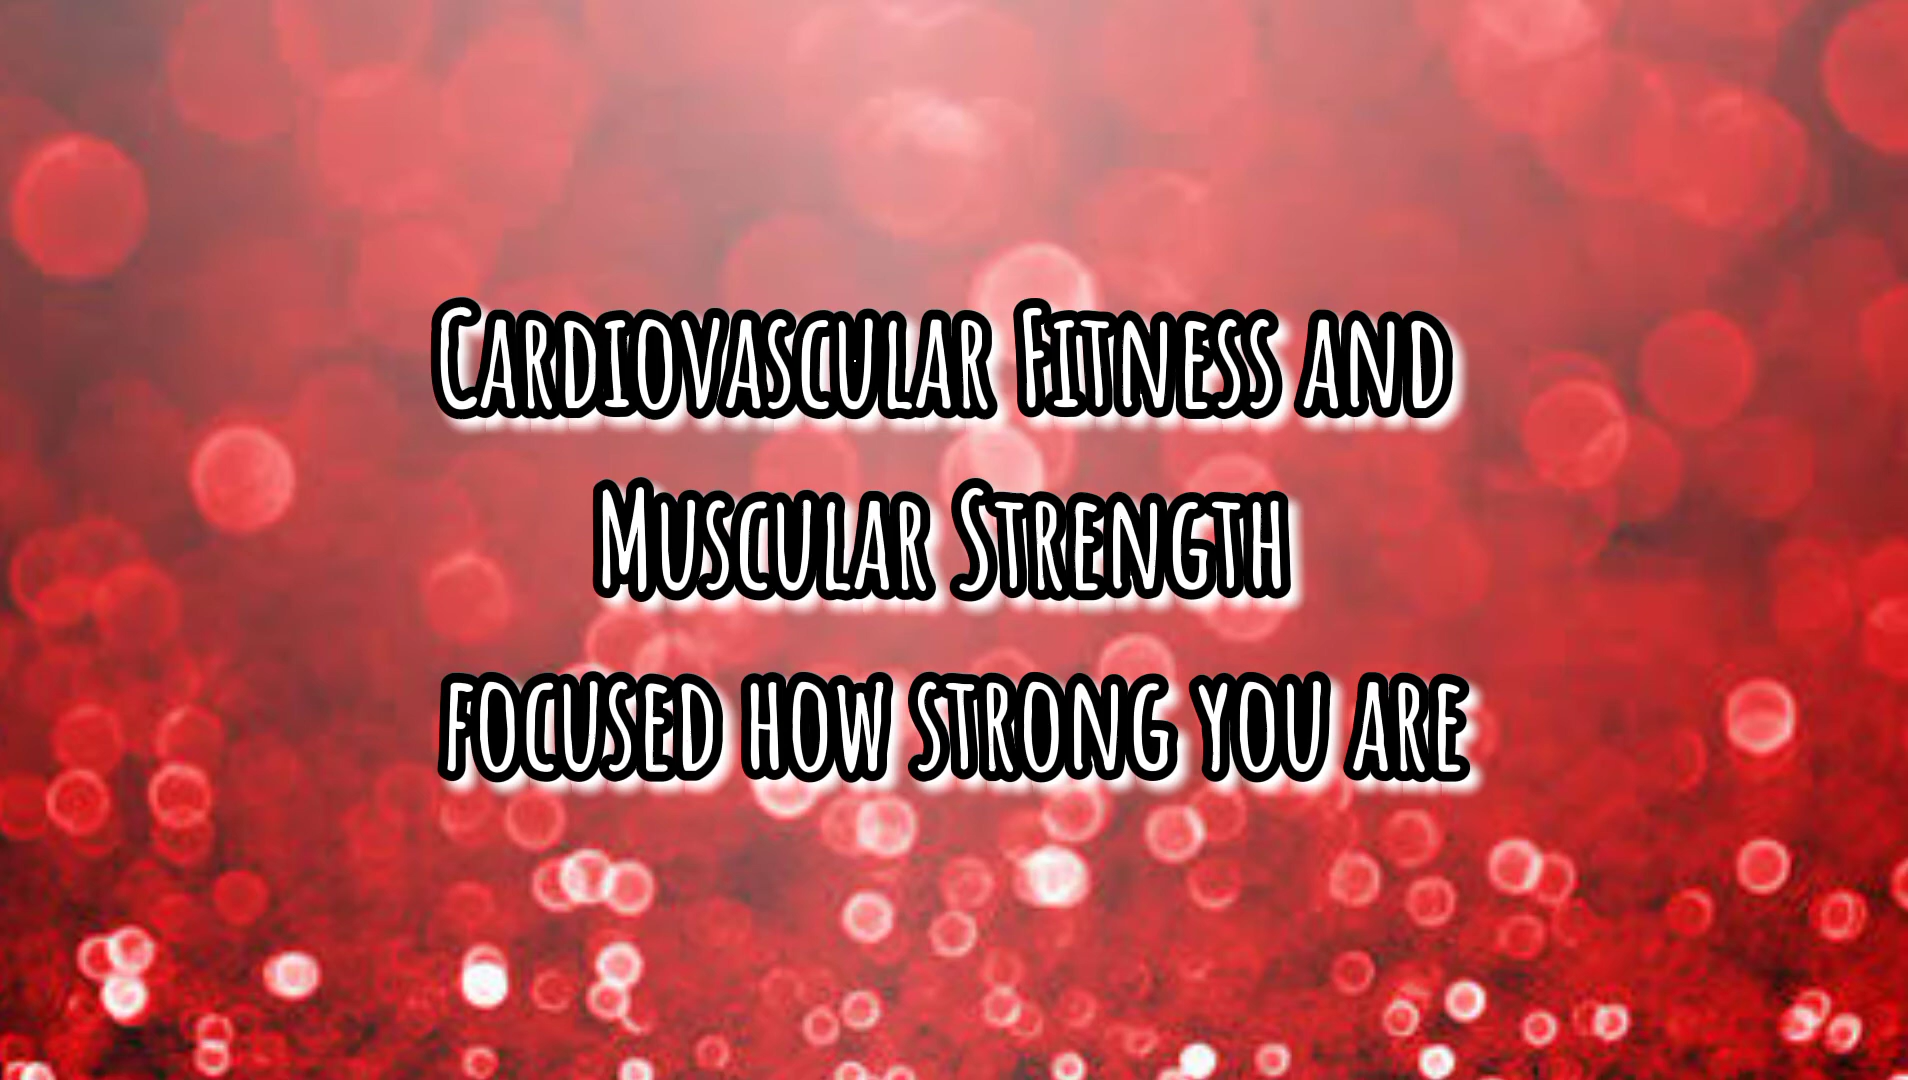 Cardiovascular Fitness and
Muscular Strength
focused how strong you are